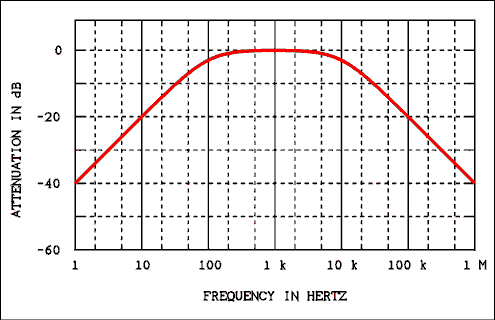 ATTENUATION IN dB
0
-20
-40
-60
1 10 100 1 k 10 k 100 k 1 M
FREQUENCY IN HERTZ